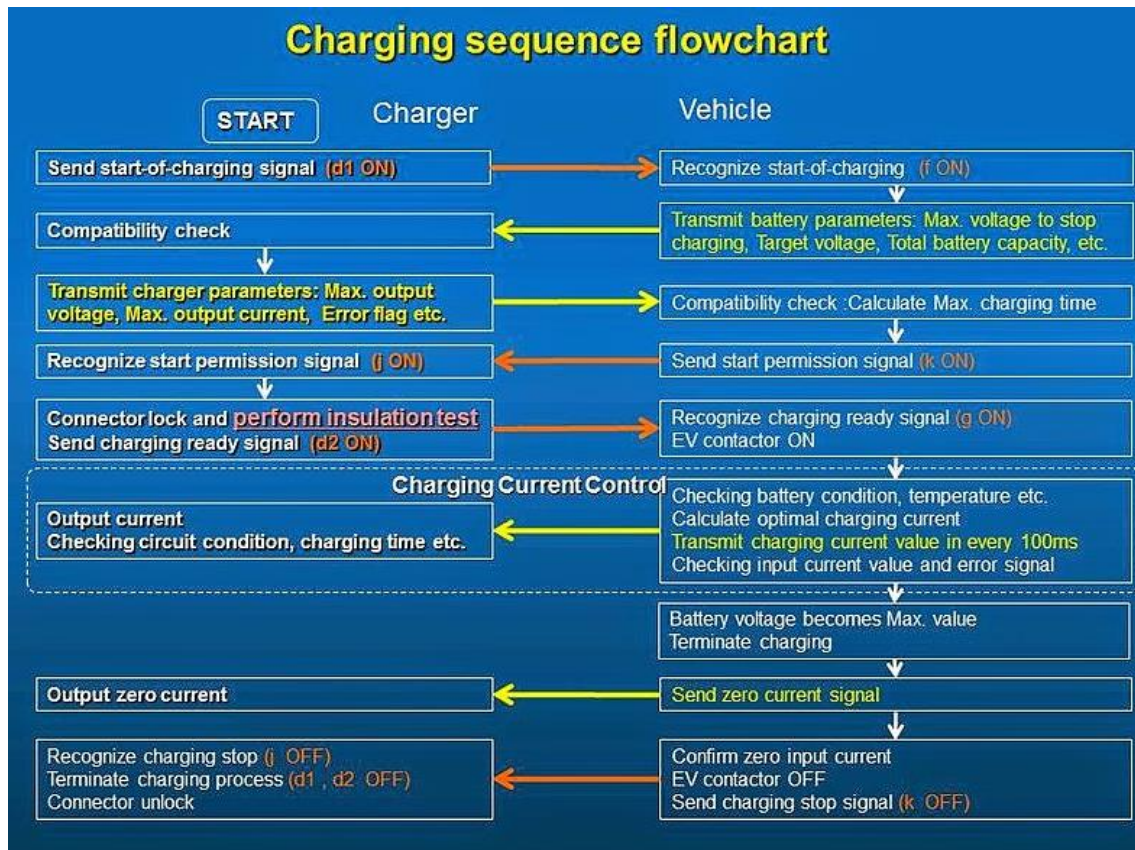 Charging sequence flowchart
START
Charger
Vehicle
Send start-of-charging signal (d1 ON)
Recognize start-of-charging (f ON)
Compatibility check
Transmit battery parameters: Max. voltage to stop
charging, Target voltage, Total battery capacity, etc.
Transmit charger parameters: Max. output
voltage, Max. output current, Error flag etc.
Compatibility check :Calculate Max. charging time
Recognize start permission signal (j ON)
Send start permission signal (k ON)
Connector lock and perform insulation test
Send charging ready signal (d2 ON)
Recognize charging ready signal (g ON)
EV contactor ON
Charging Current Control
Output current
Checking circuit condition, charging time etc.
Checking battery condition, temperature etc.
Calculate optimal charging current
Transmit charging current value in every 100ms
Checking input current value and error signal
Battery voltage becomes Max. value
Terminate charging
Output zero current
Send zero current signal
Recognize charging stop (j OFF)
Terminate charging process (d1 , d2 OFF)
Connector unlock
Confirm zero input current
EV contactor OFF
Send charging stop signal (k OFF)